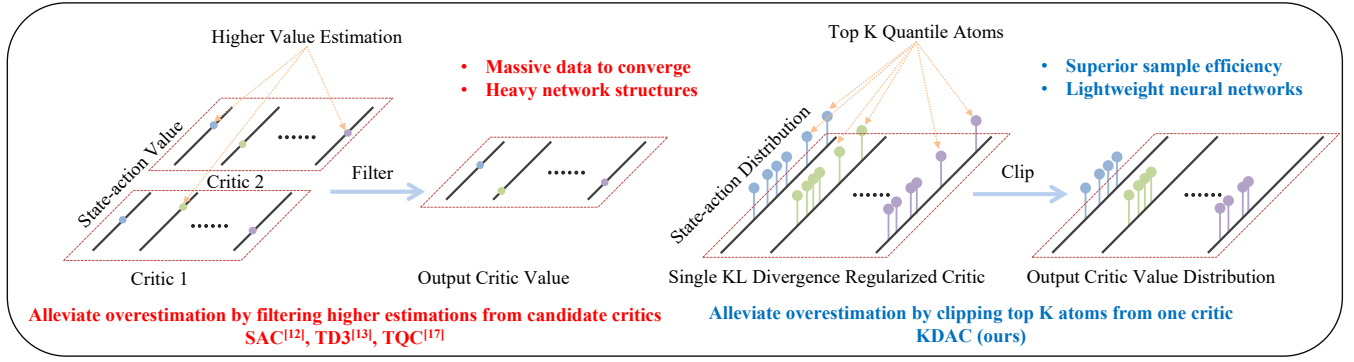 Higher Value Estimation
• Massive data to converge
• Heavy network structures
State-action Value
Critic 2
Filter
Critic 1
Output Critic Value
Alleviate overestimation by filtering higher estimations from candidate critics
SAC[12], TD3[13], TQC[17]
Top K Quantile Atoms
• Superior sample efficiency
• Lightweight neural networks
State-action Distribution
Clip
Single KL Divergence Regularized Critic
Output Critic Value Distribution
Alleviate overestimation by clipping top K atoms from one critic
KDAC (ours)